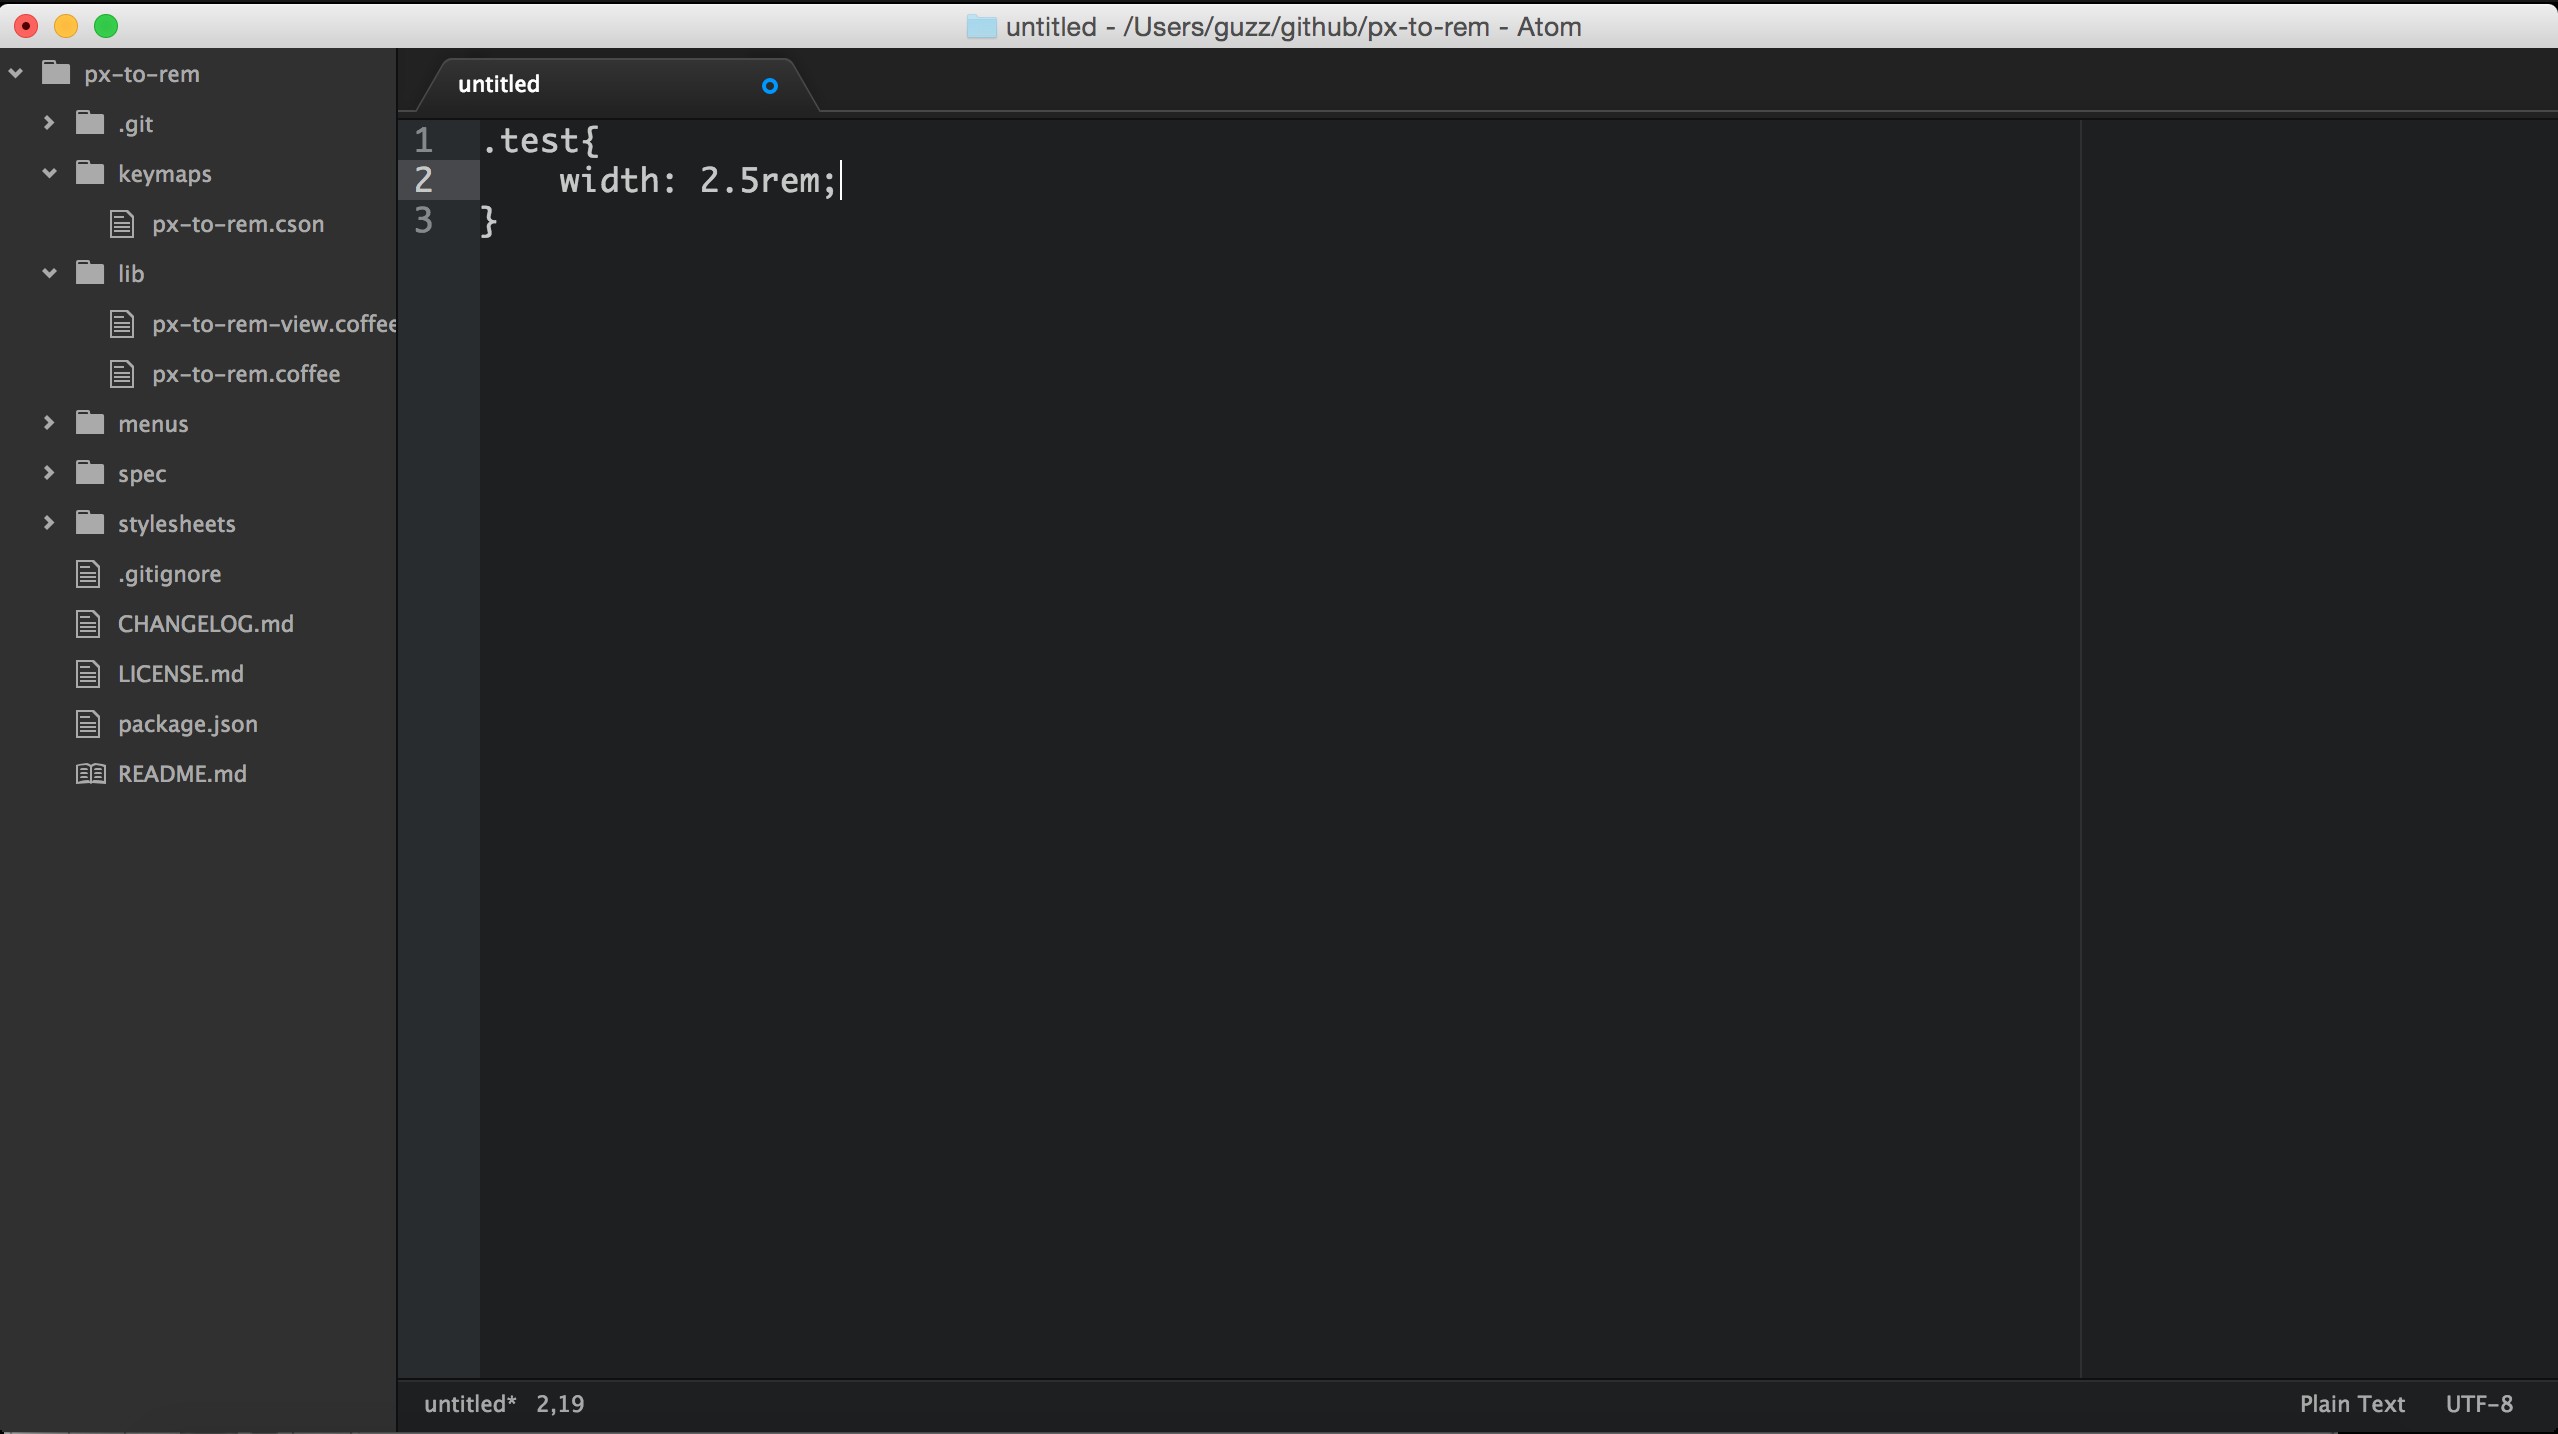 untitled - /Users/guzz/github/px-to-rem - Atom
px-to-rem
.git
keymaps
px-to-rem.cson
lib
px-to-rem-view.coffee
px-to-rem.coffee
menus
spec
stylesheets
.gitignore
CHANGELOG.md
LICENSE.md
package.json
README.md
untitled
1 .test{
2     width: 2.5rem;
3 }
untitled* 2,19
Plain Text UTF-8